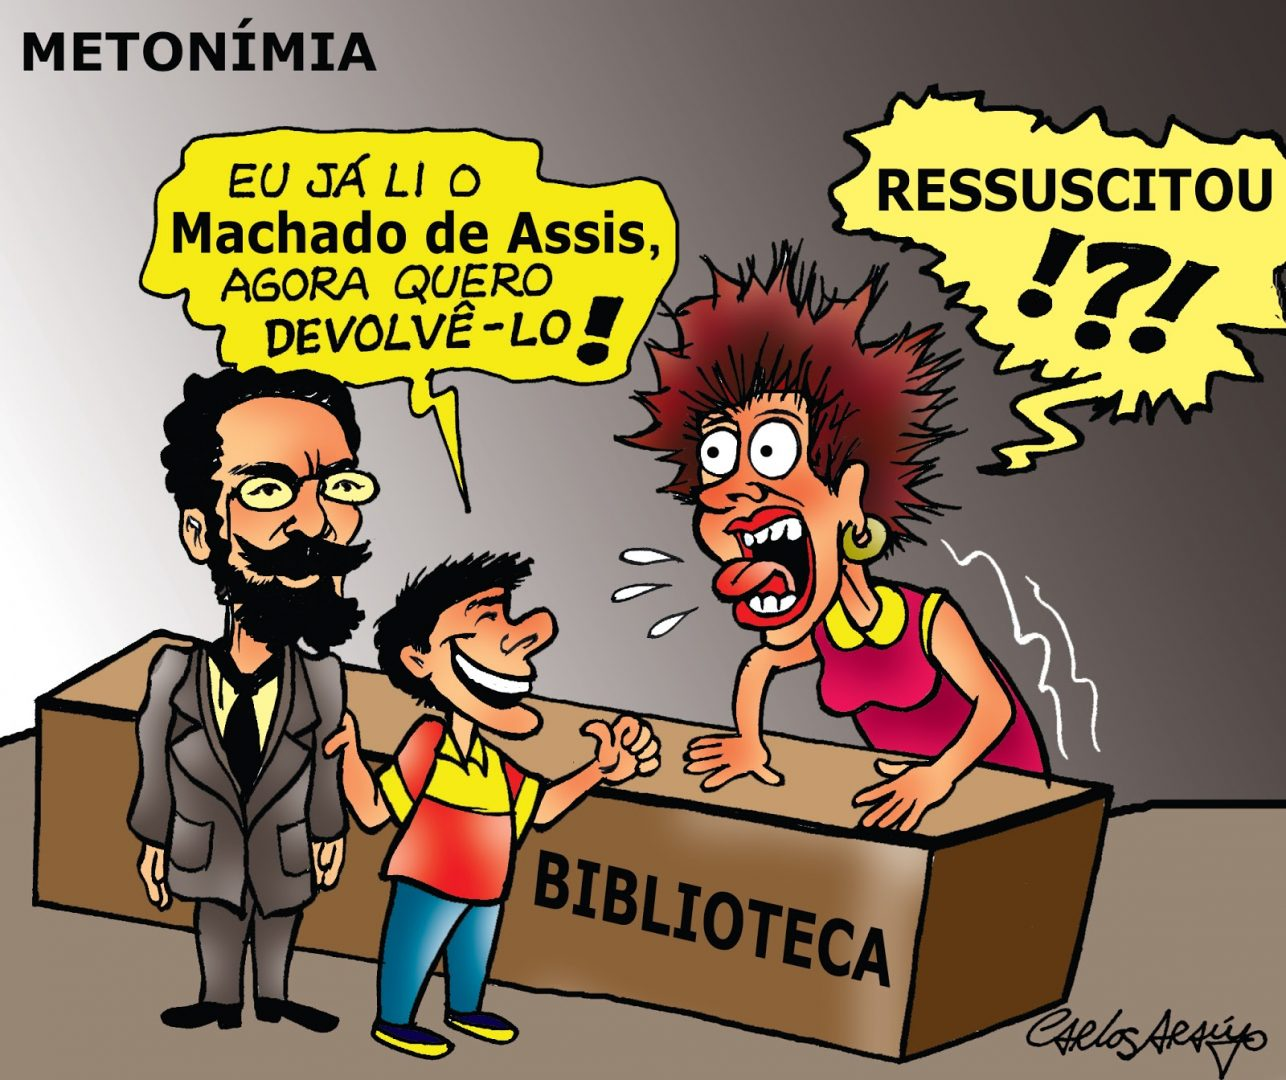 METONÍMIA
EU JÁ LI O
Machado de Assis,
AGORA QUERO
DEVOLVÊ-LO!
RESSUSCITOU
!?!
BIBLIOTECA
CARLOS ARAÚJO